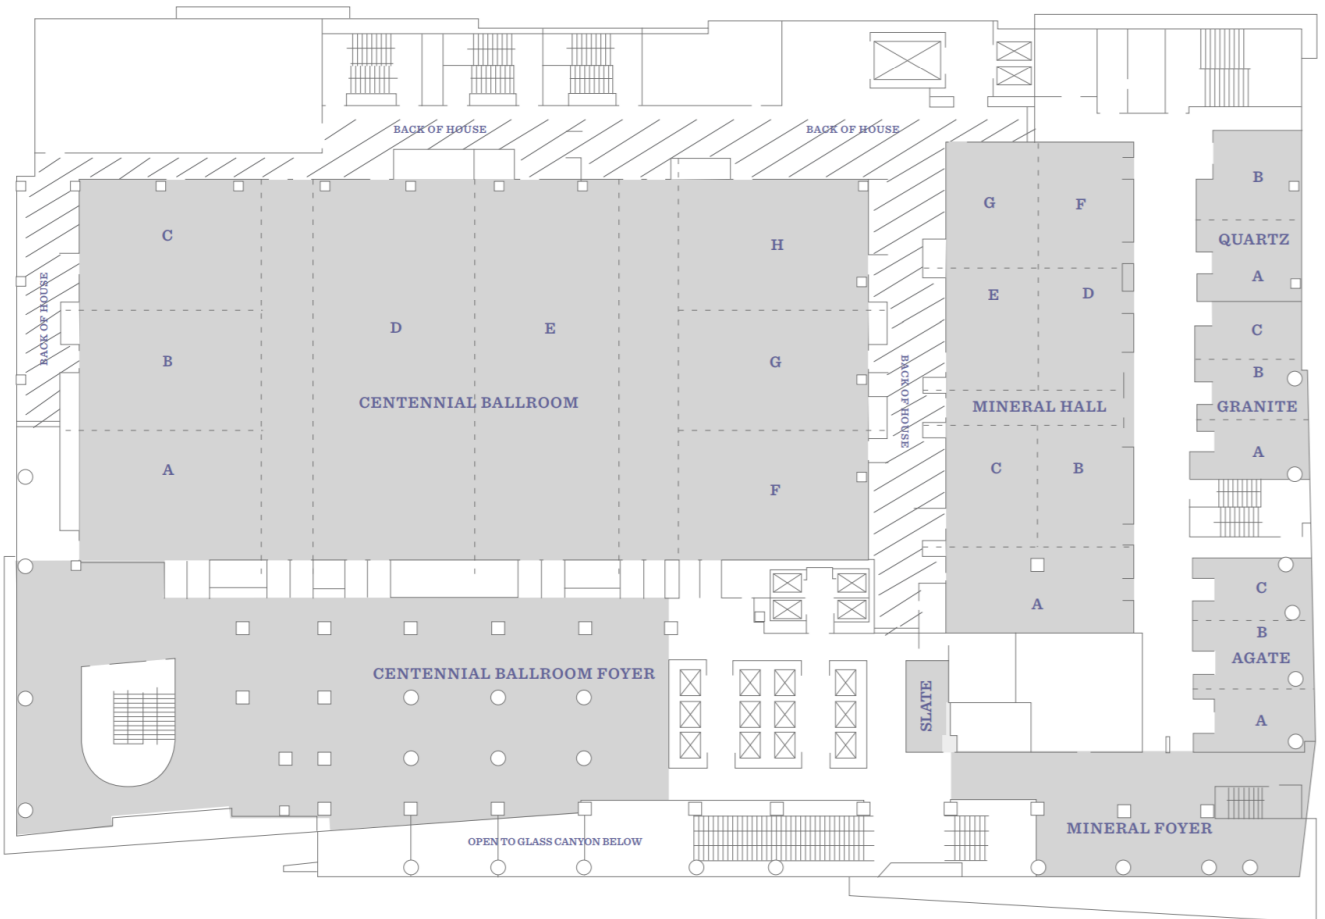 BACK OF HOUSE
BACK OF HOUSE
B
G
F
C
QUARTZ
H
A
E
D
BACK OF HOUSE
D
E
C
B
G
B
BACK OF HOUSE
CENTENNIAL BALLROOM
MINERAL HALL
GRANITE
A
C
B
A
F
C
A
B
AGATE
CENTENNIAL BALLROOM FOYER
SLATE
A
MINERAL FOYER
OPEN TO GLASS CANYON BELOW